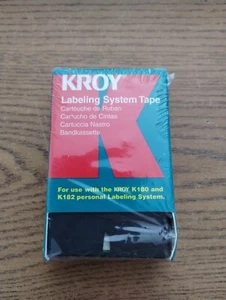 KROY
Labeling System Tape
Cartouche de Ruban
Cartucho de Cintas
Cartuccia Nastro
Bandkassette
For use with the KROY K180 and
K182 personal Labeling System.